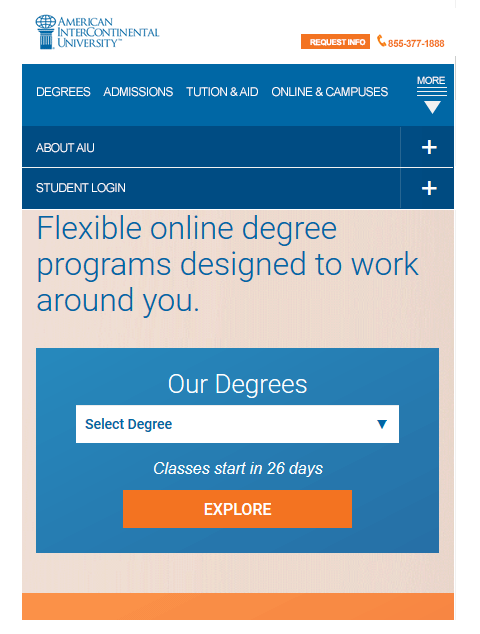 AMERICAN
INTERCONTINENTAL
UNIVERSITY™
REQUEST INFO 855-377-1888
DEGREES ADMISSIONS TUTION & AID ONLINE & CAMPUSES MORE
ABOUT AIU +
STUDENT LOGIN +
Flexible online degree
programs designed to work
around you.
Our Degrees
Select Degree
Classes start in 26 days
EXPLORE